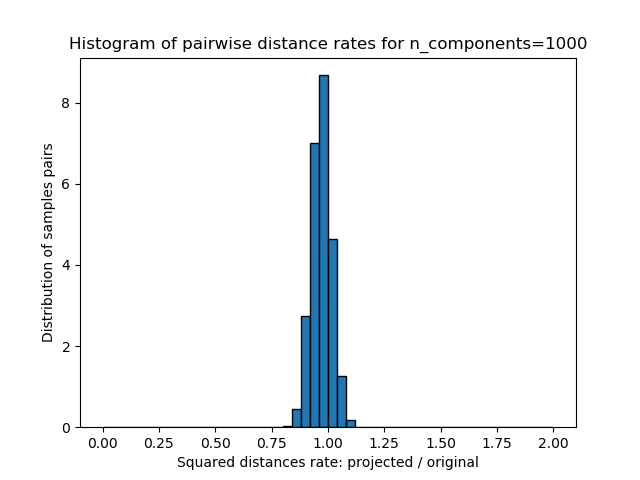 Histogram of pairwise distance rates for n_components=1000
Distribution of samples pairs
8
6
4
2
0
0.00 0.25 0.50 0.75 1.00 1.25 1.50 1.75 2.00
Squared distances rate: projected / original